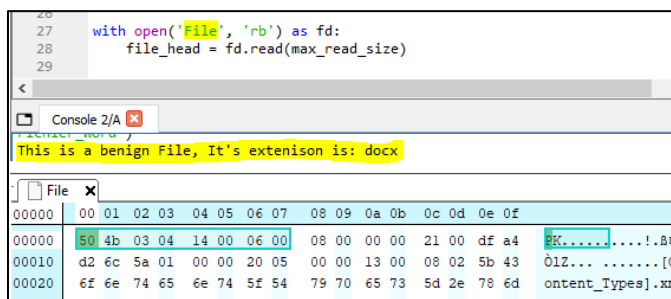 26
27 with open('File', 'rb') as fd:
28 file_head = fd.read(max_read_size)
29
Console 2/A
This is a benign File, It's extenison is: docx
File
00000 00 01 02 03 04 05 06 07 08 09 0a 0b 0c 0d 0e 0f
00000 50 4b 03 04 14 00 06 00 08 00 00 00 21 00 df a4 PK..........!.ß¤
00010 d2 6c 5a 01 00 00 20 05 00 00 13 00 08 02 5b 43 ÒlZ... .......[C
00020 6f 6e 74 65 6e 74 5f 54 79 70 65 73 5d 2e 78 6d ontent_Types].xm